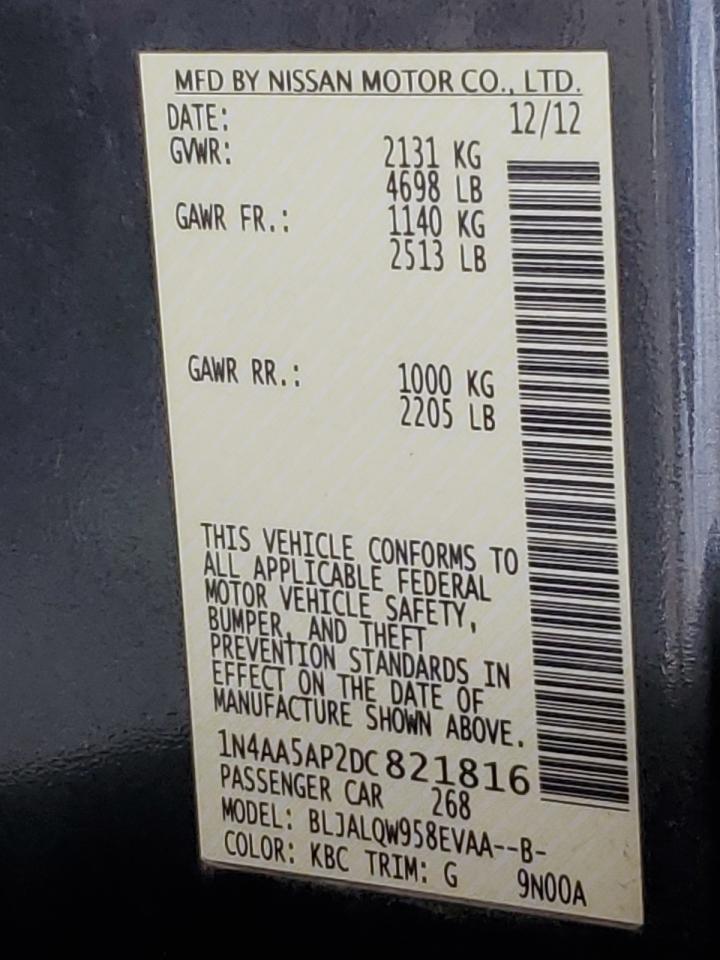 MFD BY NISSAN MOTOR CO., LTD.
DATE: 12/12
GVWR: 2131 KG
4698 LB
GAWR FR.: 1140 KG
2513 LB
GAWR RR.: 1000 KG
2205 LB
THIS VEHICLE CONFORMS TO
ALL APPLICABLE FEDERAL
MOTOR VEHICLE SAFETY,
BUMPER, AND THEFT
PREVENTION STANDARDS IN
EFFECT ON THE DATE OF
MANUFACTURE SHOWN ABOVE.
1N4AA5AP2DC821816
PASSENGER CAR 268
MODEL: BLJALQW958EVAA--B-
COLOR: KBC TRIM: G 9N00A